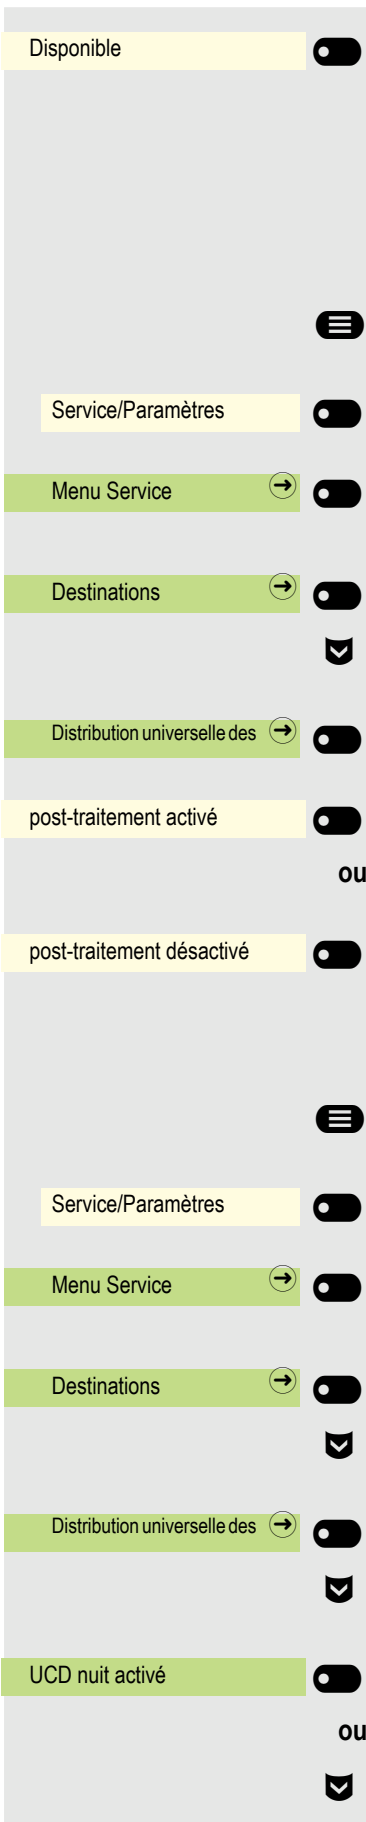 Disponible
Service/Paramètres
Menu Service
Destinations
Distribution universelle des
post-traitement activé
ou
post-traitement désactivé
Service/Paramètres
Menu Service
Destinations
Distribution universelle des
UCD nuit activé
ou